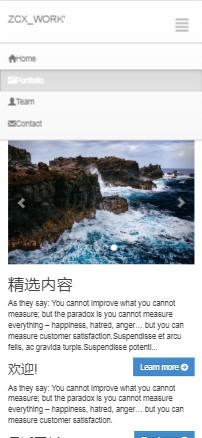 ZCX_WORK'
Home
Portfolio
Team
Contact
精选内容
As they say: You cannot improve what you cannot
measure; but the paradox is you cannot measure
everything – happiness, hatred, anger… but you can
measure customer satisfaction.Suspendisse et arcu
felis, ac gravida turpis.Suspendisse potenti...
Learn more
欢迎!
As they say: You cannot improve what you cannot
measure; but the paradox is you cannot measure
everything – happiness, hatred, anger… but you can
measure customer satisfaction.